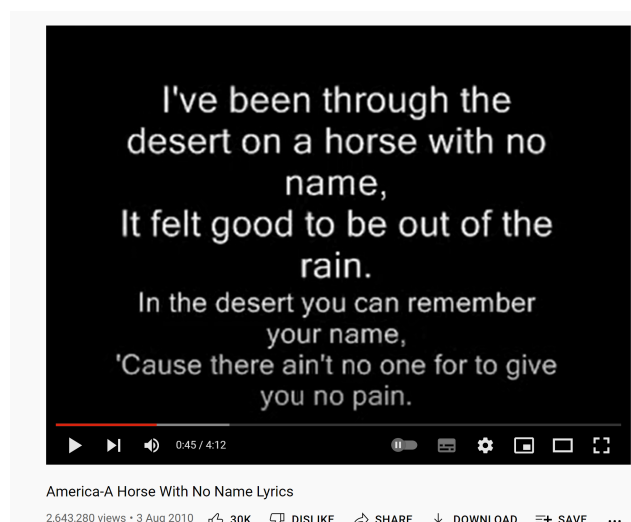 I've been through the
desert on a horse with no
name,
It felt good to be out of the
rain.
In the desert you can remember
your name,
'Cause there ain't no one for to give
you no pain.
0:45 / 4:12
America-A Horse With No Name Lyrics
2,643,280 views • 3 Aug 2010 30K DISLIKE SHARE DOWNLOAD SAVE ...